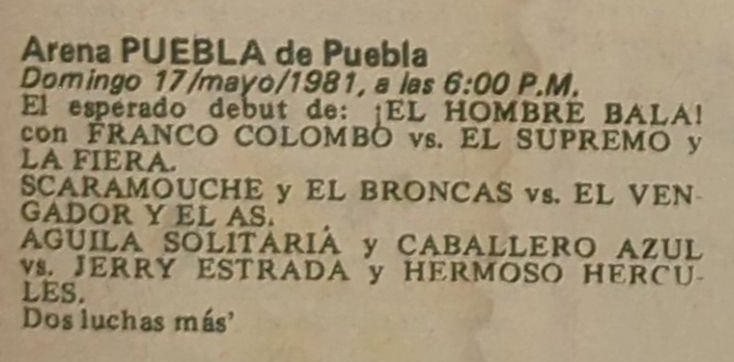 Arena PUEBLA de Puebla
Domingo 17/mayo/1981, a las 6:00 P.M.
El esperado debut de: ¡EL HOMBRE BALA!
con FRANCO COLOMBO vs. EL SUPREMO y
LA FIERA.
SCARAMOUCHE y EL BRONCAS vs. EL VEN-
GADOR Y EL AS.
AGUILA SOLITARIA y CABALLERO AZUL
vs. JERRY ESTRADA y HERMOSO HERCU-
LES.
Dos luchas más'